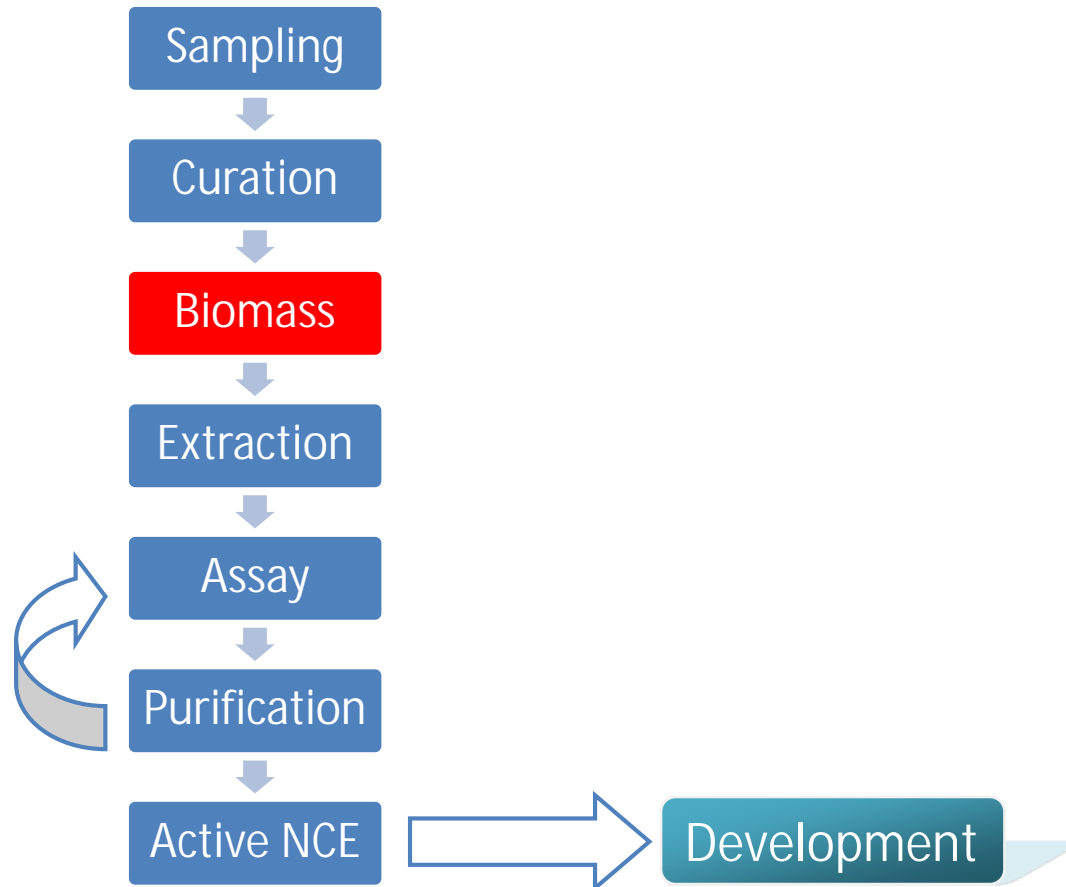 Sampling
Curation
Biomass
Extraction
Assay
Purification
Active NCE
Development